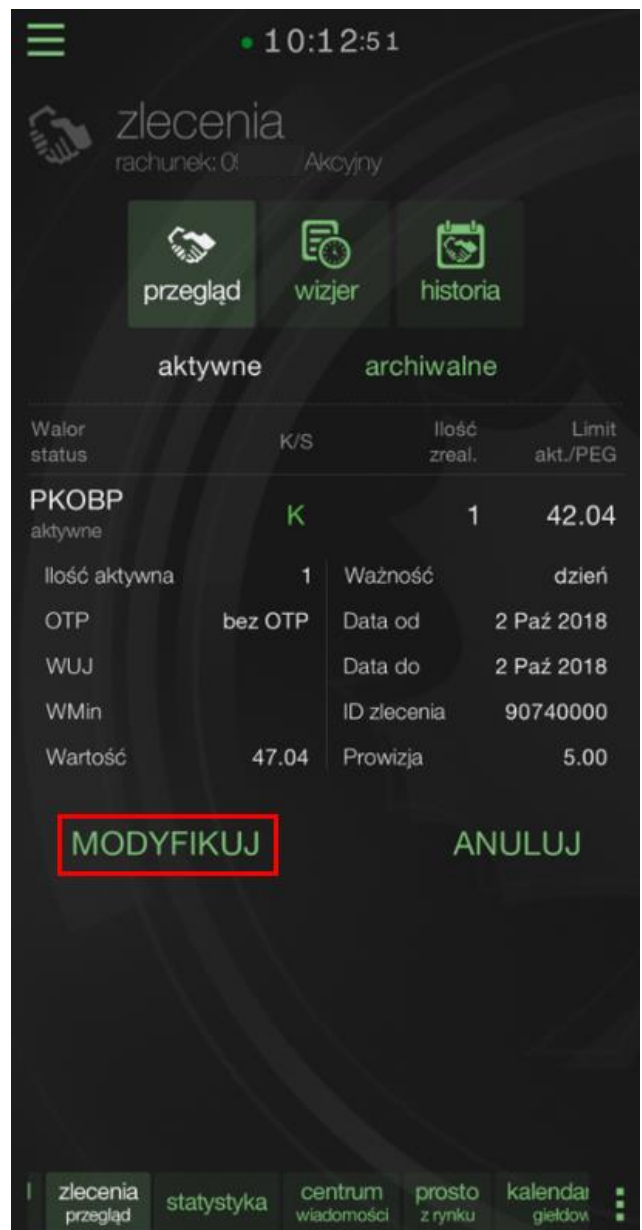 10:12:51
zlecenia
rachunek: 09 Akcyjny
przegląd wizjer historia
aktywne archiwalne
Walor K/S Ilość Limit
status zreal. akt./PEG
PKOBP K 1 42.04
aktywne
Ilość aktywna 1 Ważność dzień
OTP bez OTP Data od 2 Paź 2018
WUJ Data do 2 Paź 2018
WMin ID zlecenia 90740000
Wartość 47.04 Prowizja 5.00
MODYFIKUJ ANULUJ
zlecenia statystyka centrum prosto kalendar
przegląd wiadomości z rynku giełdow